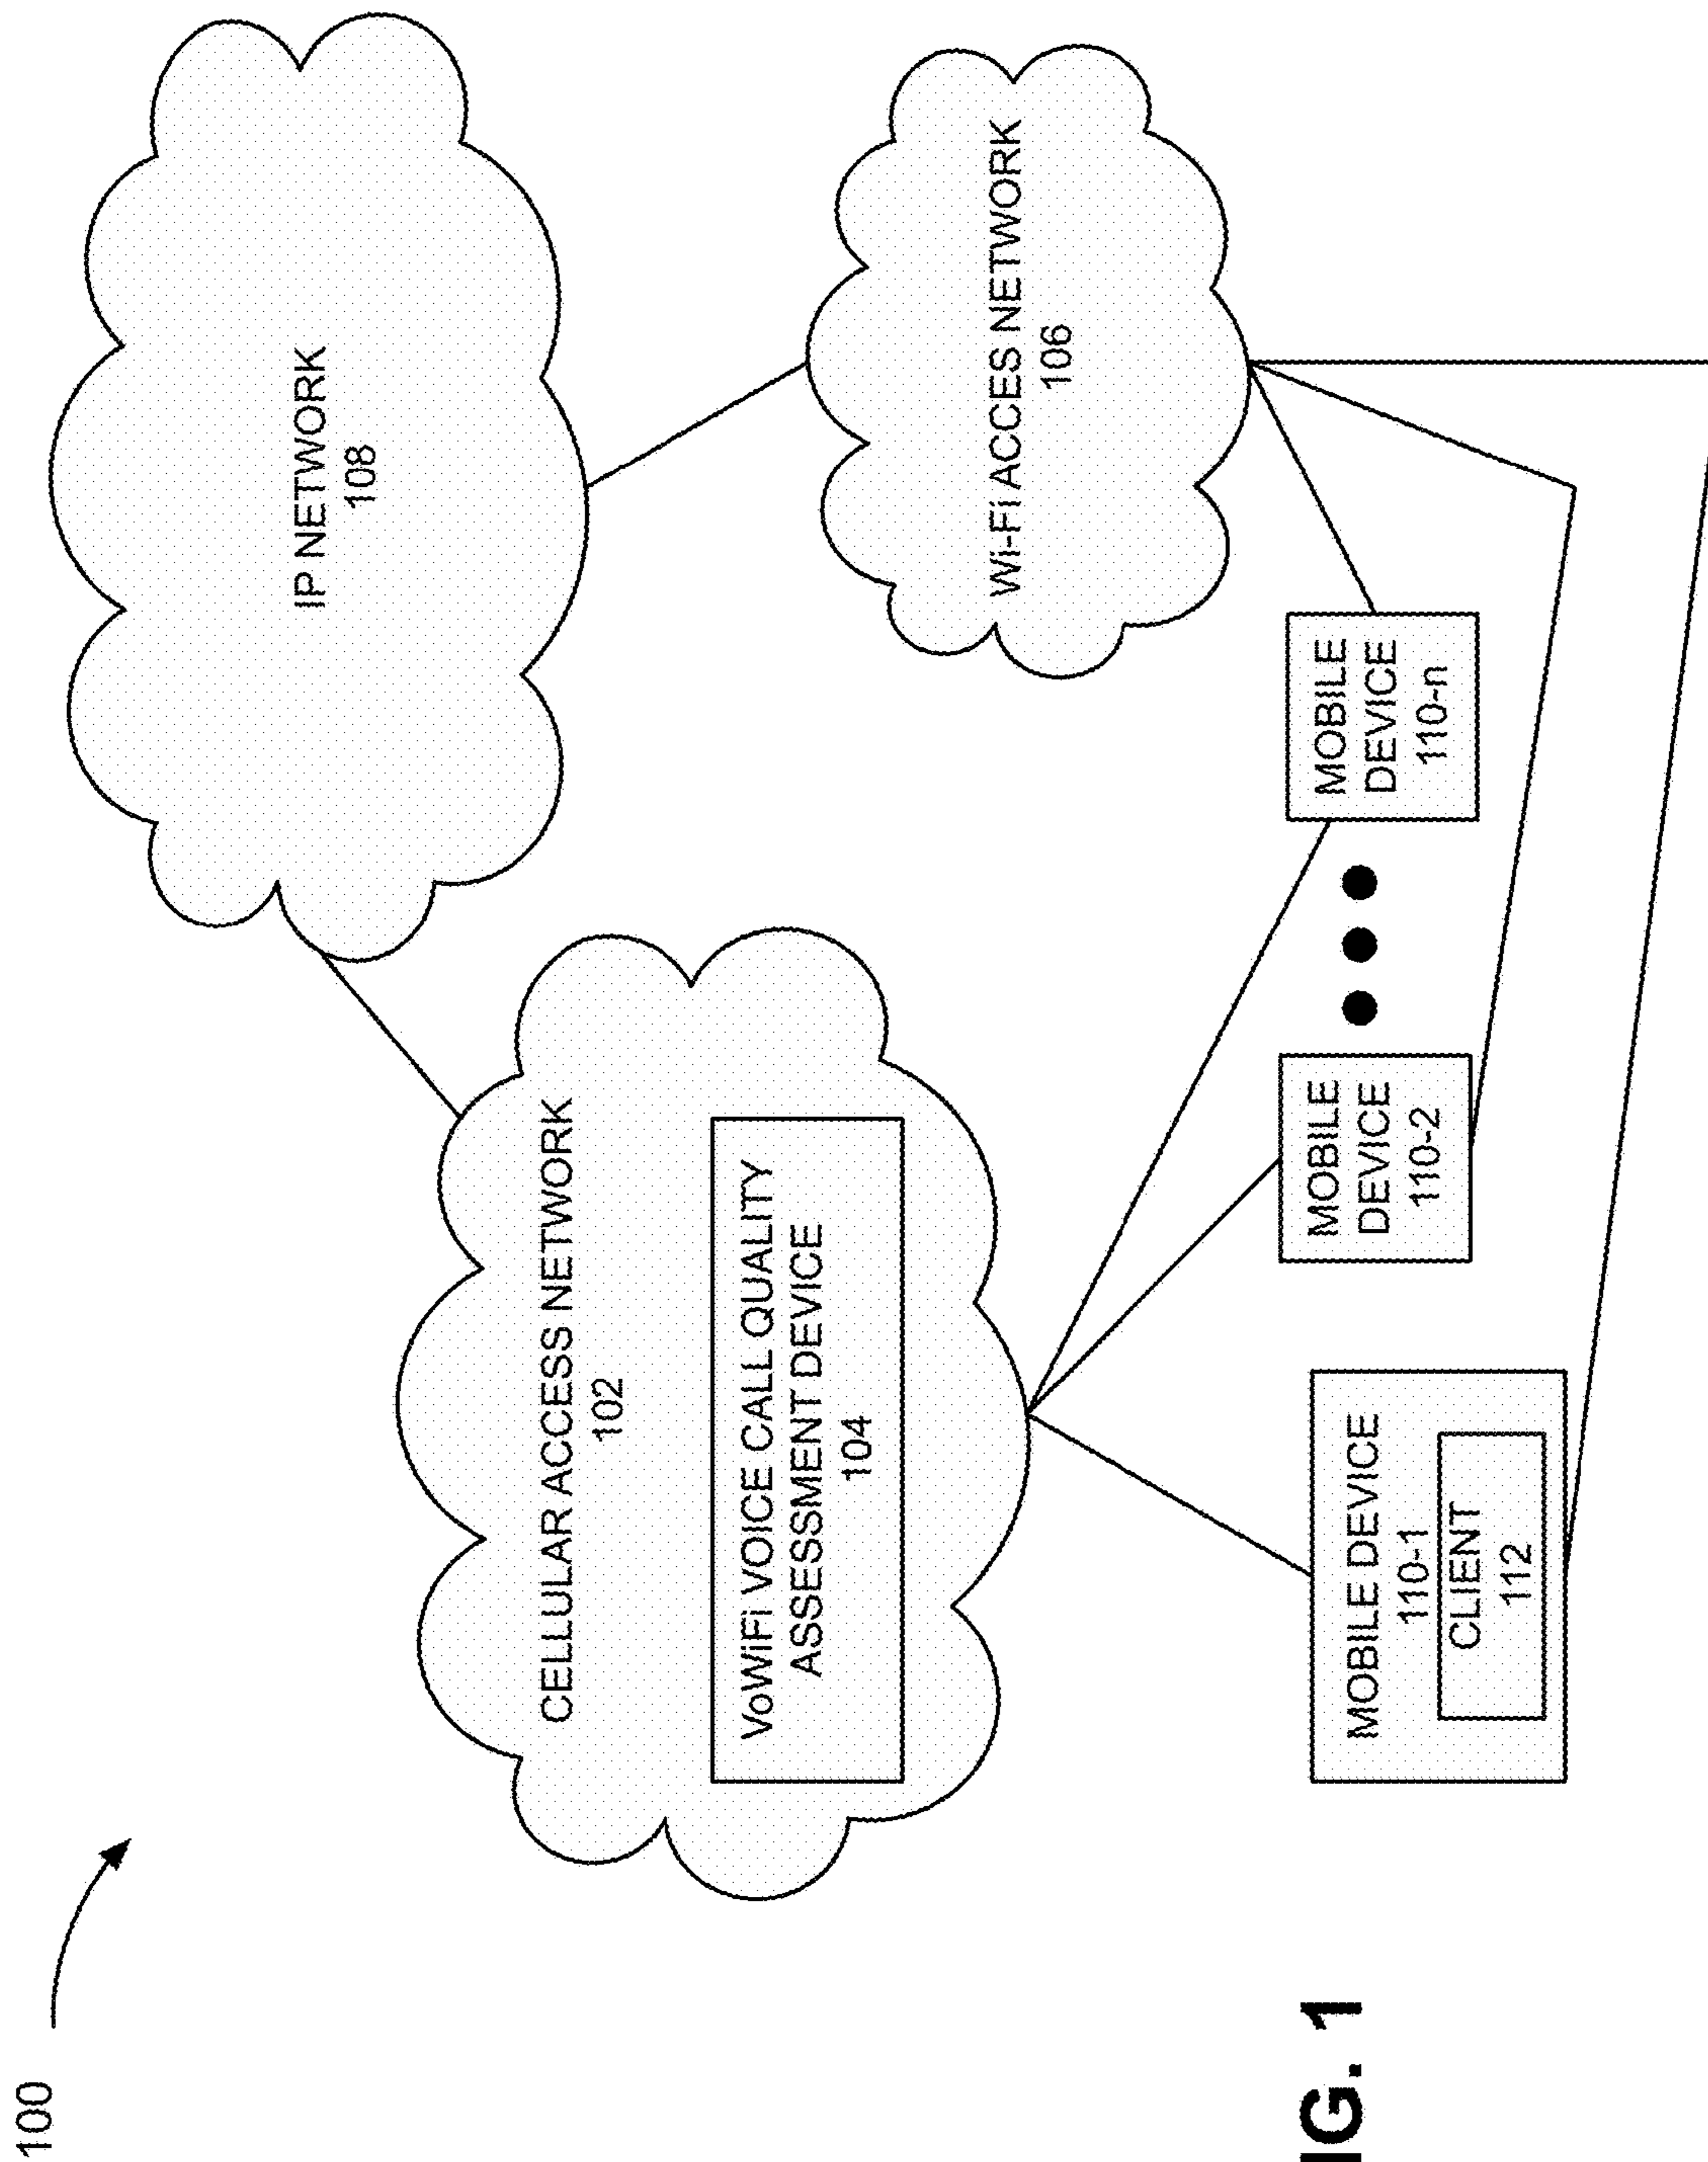 100
IP NETWORK
108
CELLULAR ACCESS NETWORK
102
VoWiFi VOICE CALL QUALITY
ASSESSMENT DEVICE
104
Wi-Fi ACCES NETWORK
106
MOBILE DEVICE
110-1
CLIENT
112
MOBILE
DEVICE
110-2
MOBILE
DEVICE
110-n
IG. 1